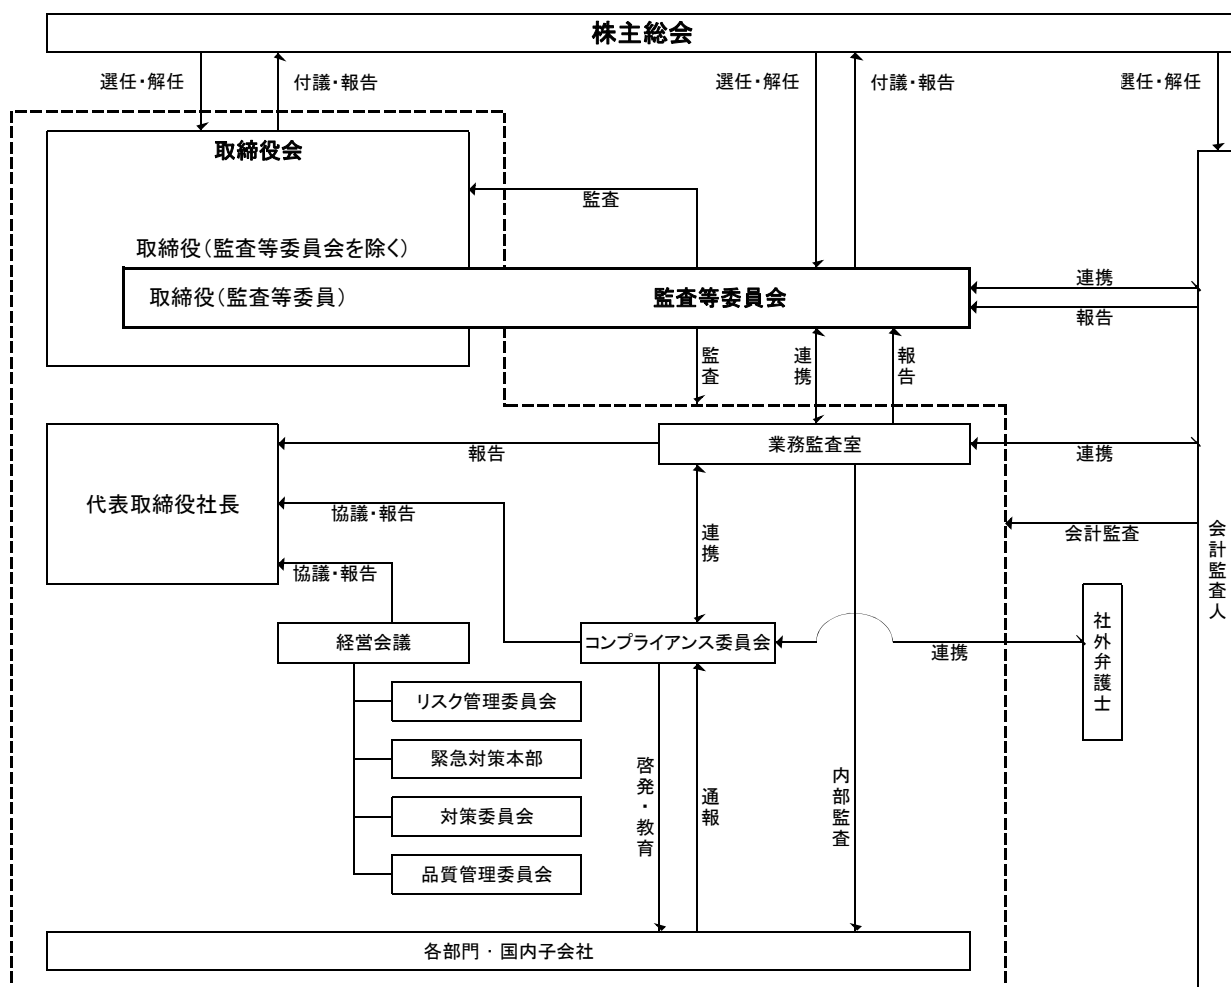 株主総会
選任・解任
付議・報告
選任・解任
付議・報告
選任・解任
取締役会
監査
取締役（監査等委員会を除く）
取締役（監査等委員）
監査等委員会
連携
報告
監査
連携
報告
業務監査室
報告
連携
代表取締役社長
協議・報告
連携
会計監査
会計監査人
協議・報告
経営会議
コンプライアンス委員会
連携
社外弁護士
リスク管理委員会
緊急対策本部
対策委員会
品質管理委員会
啓発・教育
通報
内部監査
各部門・国内子会社